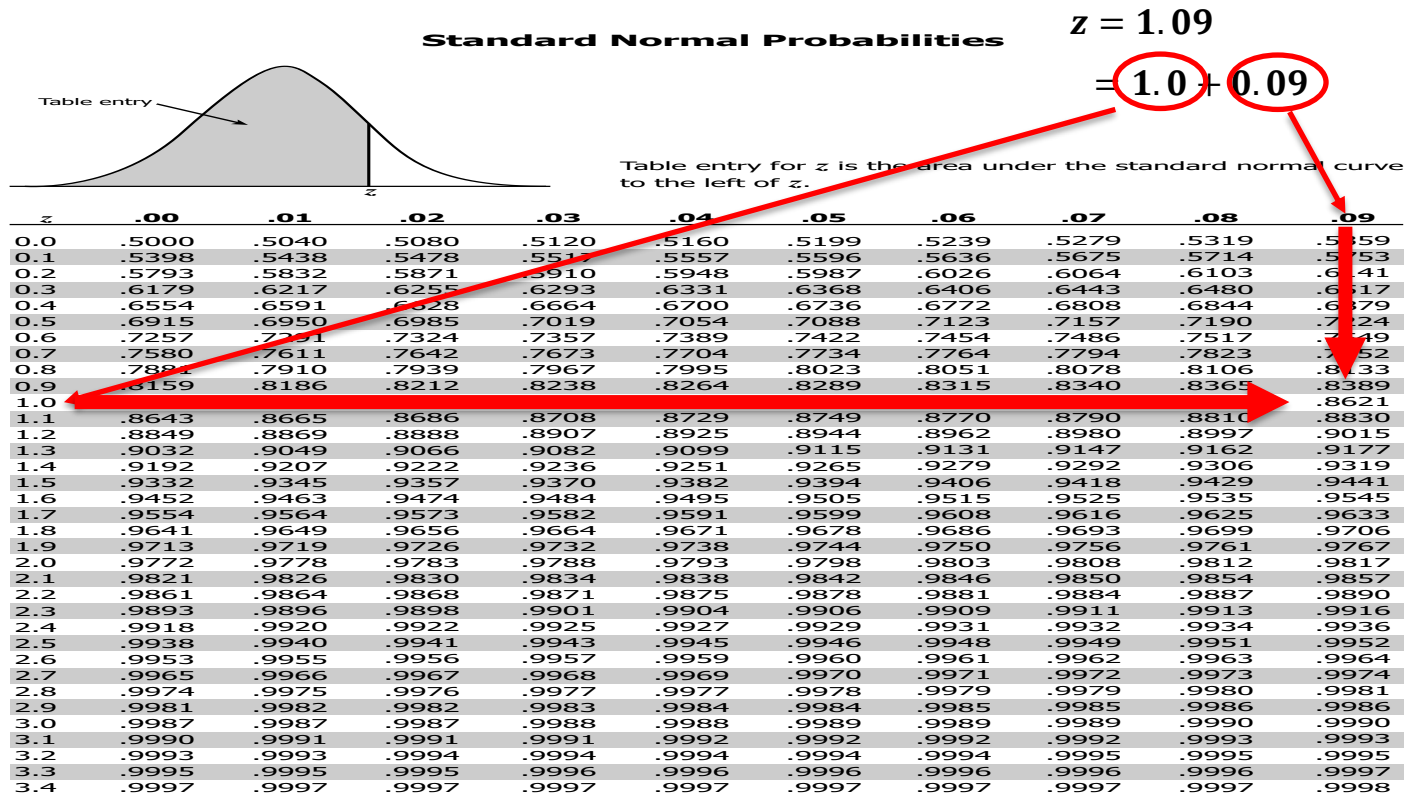 z = 1.09
= 1.0 + 0.09
Standard Normal Probabilities
Table entry
z
Table entry for z is the area under the standard normal curve
to the left of z.
z .00 .01 .02 .03 .04 .05 .06 .07 .08 .09
0.0 .5000 .5040 .5080 .5120 .5160 .5199 .5239 .5279 .5319
0.1 .5398 .5438 .5478 .5517 .5557 .5596 .5636 .5675 .5714
0.2 .5793 .5832 .5871 .5910 .5948 .5987 .6026 .6064 .6103
0.3 .6179 .6217 .6255 .6293 .6331 .6368 .6406 .6443 .6480
0.4 .6554 .6591 .6628 .6664 .6700 .6736 .6772 .6808 .6844
0.5 .6915 .6950 .6985 .7019 .7054 .7088 .7123 .7157 .7190
0.6 .7257 .7324 .7357 .7389 .7422 .7454 .7486 .7517
0.7 .7580 .7611 .7642 .7673 .7704 .7734 .7764 .7794 .7823
0.8 .7881 .7910 .7939 .7967 .7995 .8023 .8051 .8078 .8106 .8133
0.9 .8159 .8186 .8212 .8238 .8264 .8289 .8315 .8340 .8365 .8389
1.0 .8621
1.1 .8643 .8665 .8686 .8708 .8729 .8749 .8770 .8790 .8810 .8830
1.2 .8849 .8869 .8888 .8907 .8925 .8944 .8962 .8980 .8997 .9015
1.3 .9032 .9049 .9066 .9082 .9099 .9115 .9131 .9147 .9162 .9177
1.4 .9192 .9207 .9222 .9236 .9251 .9265 .9279 .9292 .9306 .9319
1.5 .9332 .9345 .9357 .9370 .9382 .9394 .9406 .9418 .9429 .9441
1.6 .9452 .9463 .9474 .9484 .9495 .9505 .9515 .9525 .9535 .9545
1.7 .9554 .9564 .9573 .9582 .9591 .9599 .9608 .9616 .9625 .9633
1.8 .9641 .9649 .9656 .9664 .9671 .9678 .9686 .9693 .9699 .9706
1.9 .9713 .9719 .9726 .9732 .9738 .9744 .9750 .9756 .9761 .9767
2.0 .9772 .9778 .9783 .9788 .9793 .9798 .9803 .9808 .9812 .9817
2.1 .9821 .9826 .9830 .9834 .9838 .9842 .9846 .9850 .9854 .9857
2.2 .9861 .9864 .9868 .9871 .9875 .9878 .9881 .9884 .9887 .9890
2.3 .9893 .9896 .9898 .9901 .9904 .9906 .9909 .9911 .9913 .9916
2.4 .9918 .9920 .9922 .9925 .9927 .9929 .9931 .9932 .9934 .9936
2.5 .9938 .9940 .9941 .9943 .9945 .9946 .9948 .9949 .9951 .9952
2.6 .9953 .9955 .9956 .9957 .9959 .9960 .9961 .9962 .9963 .9964
2.7 .9965 .9966 .9967 .9968 .9969 .9970 .9971 .9972 .9973 .9974
2.8 .9974 .9975 .9976 .9977 .9977 .9978 .9979 .9979 .9980 .9981
2.9 .9981 .9982 .9982 .9983 .9984 .9984 .9985 .9985 .9986 .9986
3.0 .9987 .9987 .9987 .9988 .9988 .9989 .9989 .9989 .9990 .9990
3.1 .9990 .9991 .9991 .9991 .9992 .9992 .9992 .9992 .9993 .9993
3.2 .9993 .9993 .9994 .9994 .9994 .9994 .9994 .9995 .9995 .9995
3.3 .9995 .9995 .9995 .9996 .9996 .9996 .9996 .9996 .9996 .9997
3.4 .9997 .9997 .9997 .9997 .9997 .9997 .9997 .9997 .9997 .9998